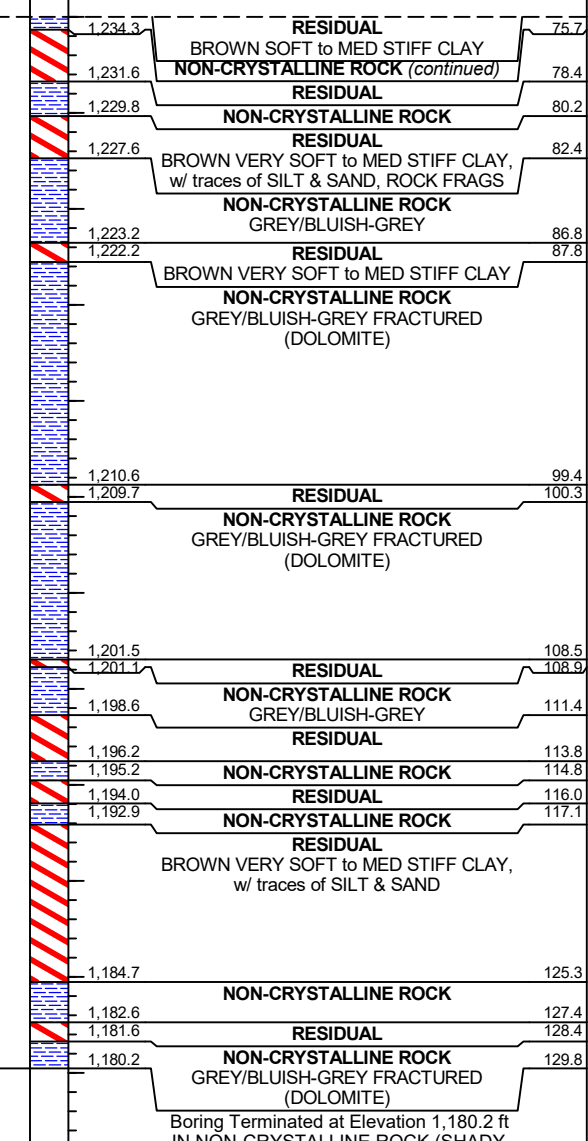 1,234.3 RESIDUAL 75.7
BROWN SOFT to MED STIFF CLAY
NON-CRYSTALLINE ROCK (continued)
1,231.6 78.4
RESIDUAL
1,229.8 80.2
NON-CRYSTALLINE ROCK
RESIDUAL
1,227.6 82.4
BROWN VERY SOFT to MED STIFF CLAY,
w/ traces of SILT & SAND, ROCK FRAGS
NON-CRYSTALLINE ROCK
GREY/BLUISH-GREY
1,223.2 86.8
1,222.2 RESIDUAL 87.8
BROWN VERY SOFT to MED STIFF CLAY
NON-CRYSTALLINE ROCK
GREY/BLUISH-GREY FRACTURED
(DOLOMITE)
1,210.6 99.4
1,209.7 RESIDUAL 100.3
NON-CRYSTALLINE ROCK
GREY/BLUISH-GREY FRACTURED
(DOLOMITE)
1,201.5 108.5
1,201.1 RESIDUAL 108.9
NON-CRYSTALLINE ROCK
1,198.6 GREY/BLUISH-GREY 111.4
RESIDUAL
1,196.2 113.8
1,195.2 NON-CRYSTALLINE ROCK 114.8
1,194.0 RESIDUAL 116.0
1,192.9 NON-CRYSTALLINE ROCK 117.1
RESIDUAL
BROWN VERY SOFT to MED STIFF CLAY,
w/ traces of SILT & SAND
1,184.7 125.3
NON-CRYSTALLINE ROCK
1,182.6 127.4
1,181.6 RESIDUAL 128.4
1,180.2 NON-CRYSTALLINE ROCK 129.8
GREY/BLUISH-GREY FRACTURED
(DOLOMITE)
Boring Terminated at Elevation 1,180.2 ft
IN NON-CRYSTALLINE ROCK (SHADY